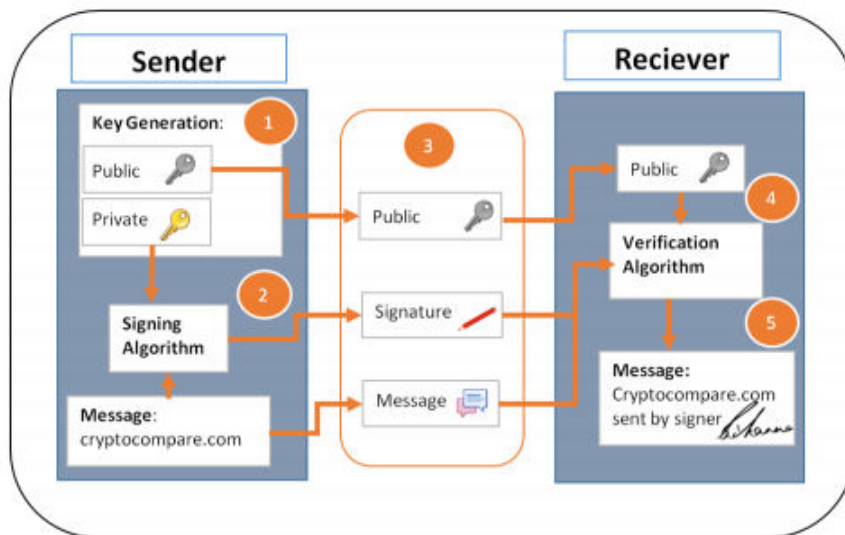 Sender
Reciever
Key Generation:
1
Public
Private
2
Signing
Algorithm
Message:
cryptocompare.com
3
Public
Signature
Message
Public
4
Verification
Algorithm
5
Message:
Cryptocompare.com
sent by signer